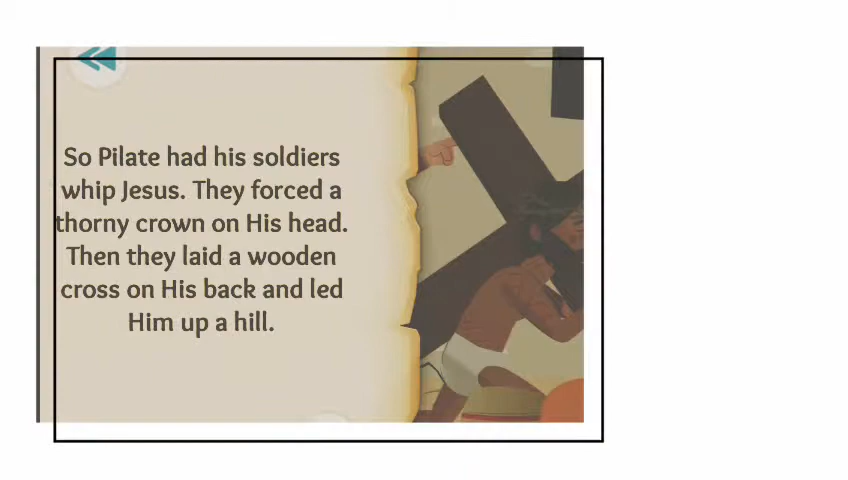 So Pilate had his soldiers
whip Jesus. They forced a
thorny crown on His head.
Then they laid a wooden
cross on His back and led
Him up a hill.